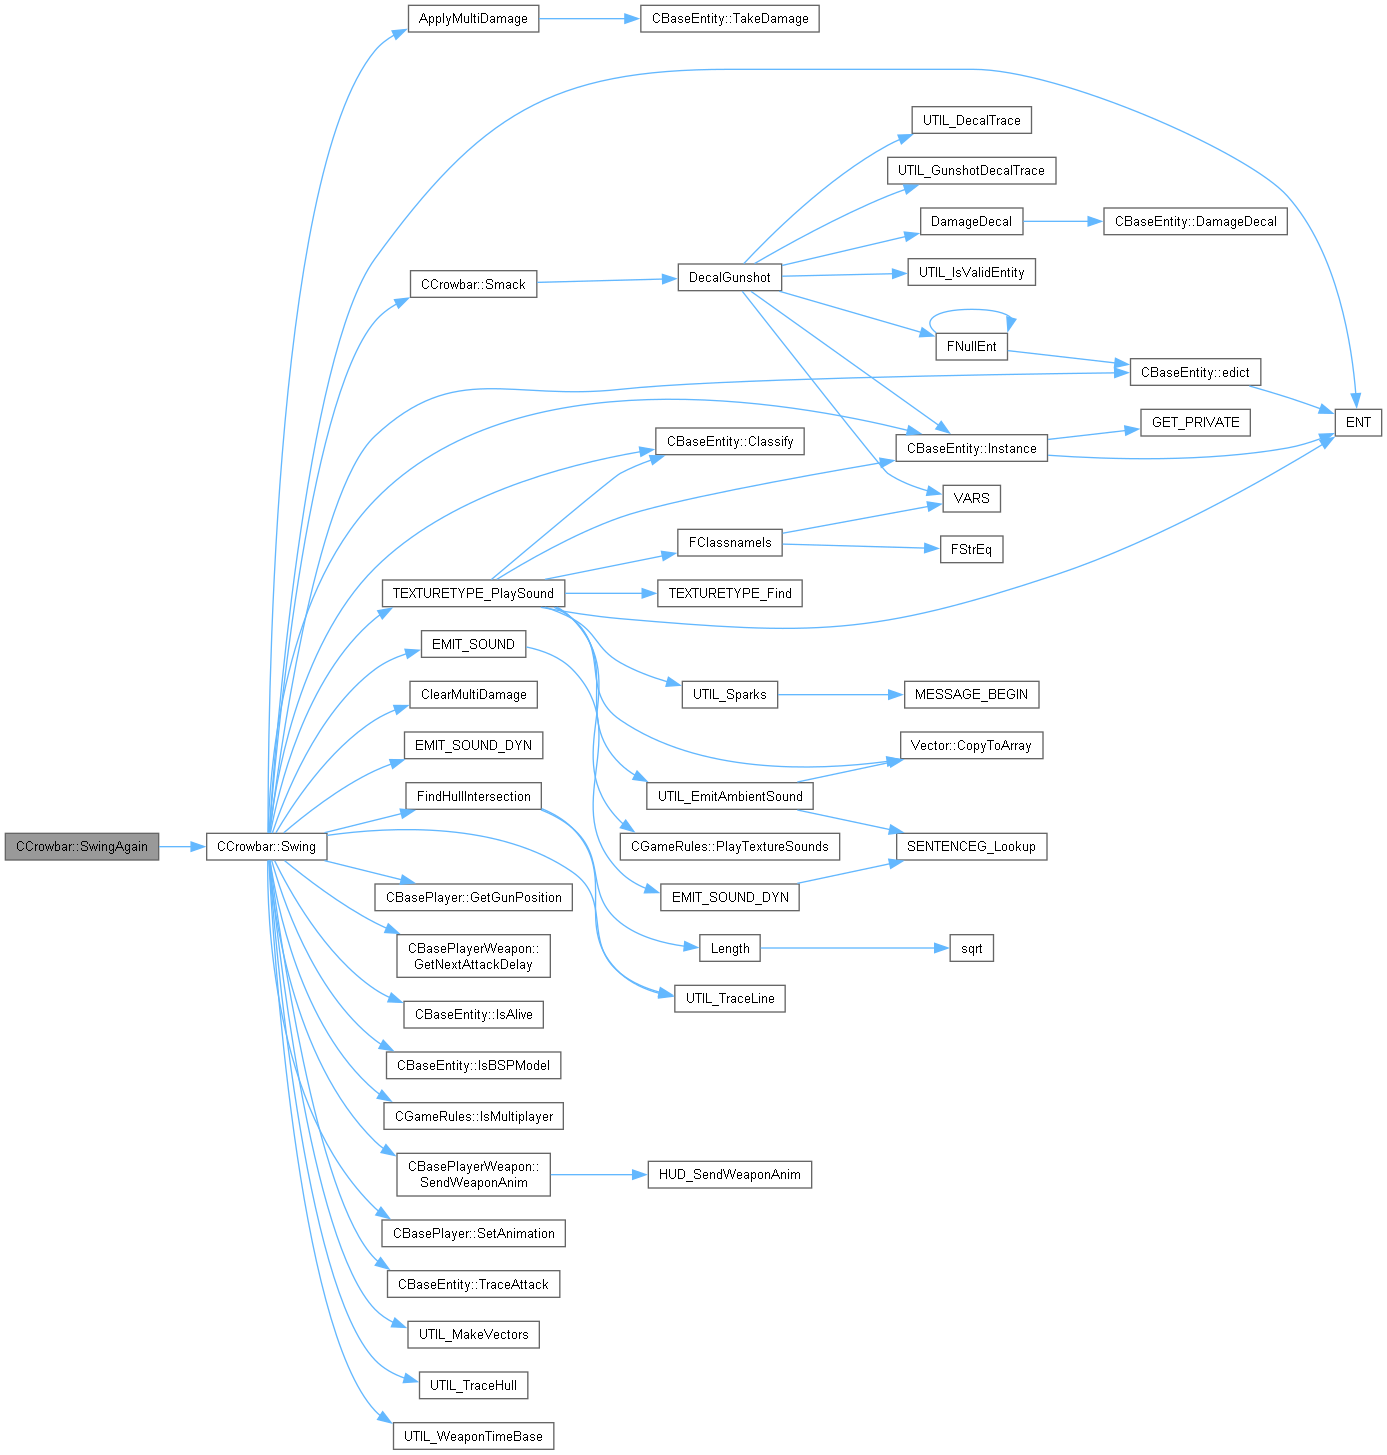 ApplyMultiDamage
CBaseEntity::TakeDamage
UTIL_DecalTrace
UTIL_GunshotDecalTrace
DamageDecal
CBaseEntity::DamageDecal
CCrowbar::Smack
DecalGunshot
UTIL_IsValidEntity
FNullEnt
CBaseEntity::edict
CBaseEntity::Classify
CBaseEntity::Instance
GET_PRIVATE
ENT
VARS
FClassnameIs
FStrEq
TEXTURETYPE_PlaySound
TEXTURETYPE_Find
EMIT_SOUND
ClearMultiDamage
UTIL_Sparks
MESSAGE_BEGIN
EMIT_SOUND_DYN
Vector::CopyToArray
FindHullIntersection
UTIL_EmitAmbientSound
CCrowbar::SwingAgain
CCrowbar::Swing
CGameRules::PlayTextureSounds
SENTENCEG_Lookup
CBasePlayer::GetGunPosition
EMIT_SOUND_DYN
CBasePlayerWeapon::
GetNextAttackDelay
Length
sqrt
CBaseEntity::IsAlive
UTIL_TraceLine
CBaseEntity::IsBSPModel
CGameRules::IsMultiplayer
CBasePlayerWeapon::
SendWeaponAnim
HUD_SendWeaponAnim
CBasePlayer::SetAnimation
CBaseEntity::TraceAttack
UTIL_MakeVectors
UTIL_TraceHull
UTIL_WeaponTimeBase